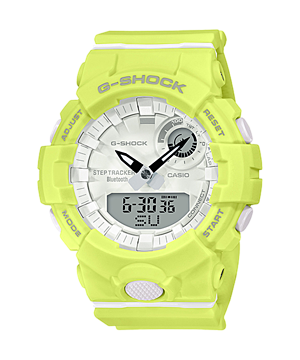 G-SHOCK
ADJUST
RESET
G-SHOCK
STEP TRACKER
Bluetooth
CASIO
6-30 36
SU
MODE
START